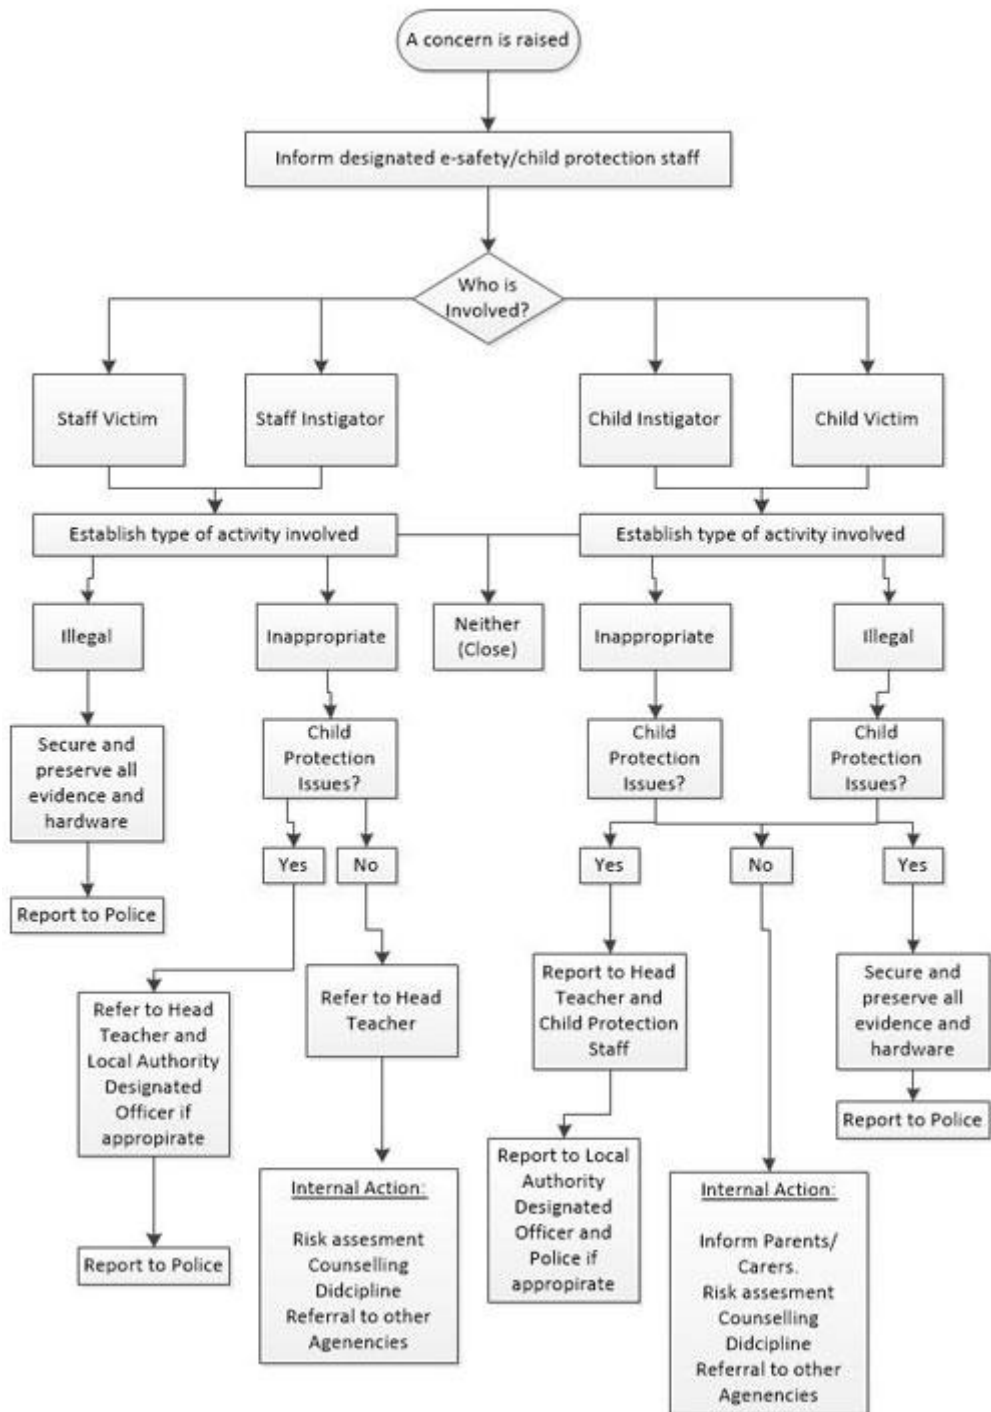 A concern is raised
Inform designated e-safety/child protection staff
Who is
Involved?
Staff Victim
Staff Instigator
Child Instigator
Child Victim
Establish type of activity involved
Establish type of activity involved
Illegal
Inappropriate
Neither
(Close)
Inappropriate
Illegal
Secure and
preserve all
evidence and
hardware
Child
Protection
Issues?
Child
Protection
Issues?
Child
Protection
Issues?
Yes
No
Yes
No
Yes
Report to Police
Refer to Head
Teacher and
Local Authority
Designated
Officer if
appropirate
Refer to Head
Teacher
Report to Head
Teacher and
Child Protection
Staff
Secure and
preserve all
evidence and
hardware
Report to Police
Report to Police
Internal Action:
Risk assesment
Counselling
Didcipline
Referral to other
Agenencies
Report to Local
Authority
Designated
Officer and
Police if
appropirate
Internal Action:
Inform Parents/
Carers.
Risk assesment
Counselling
Didcipline
Referral to other
Agenencies